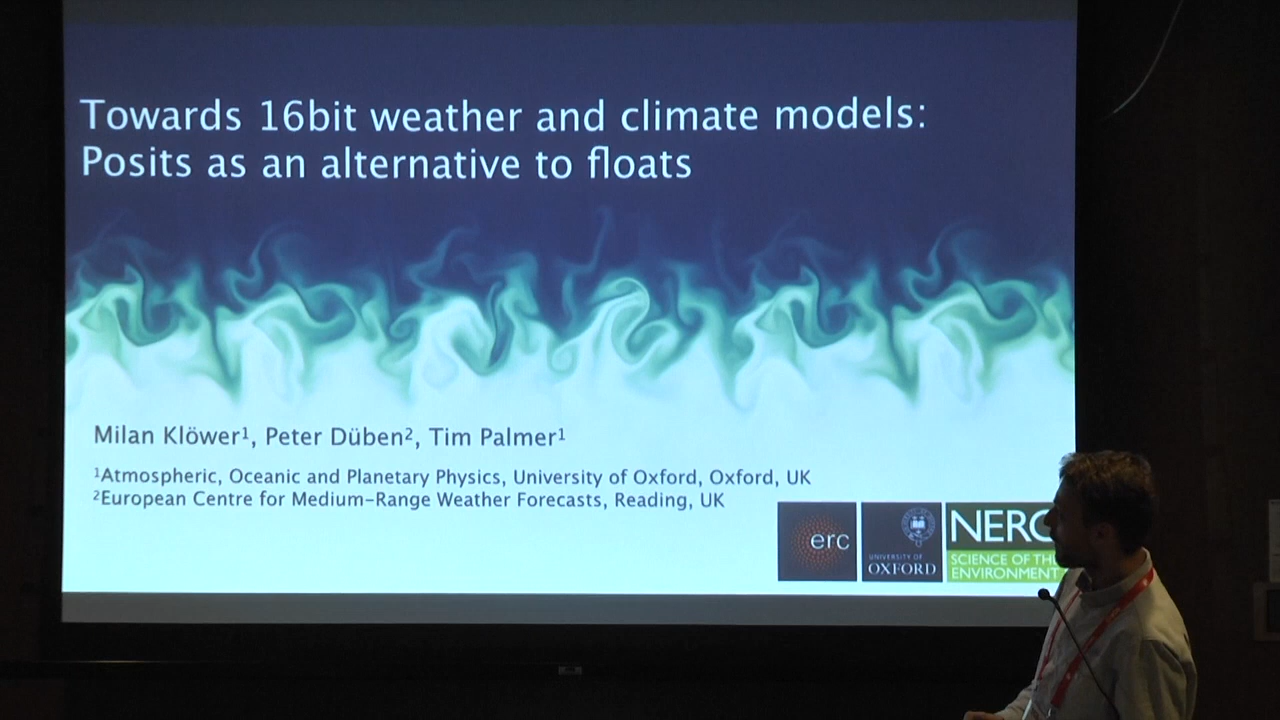 Towards 16bit weather and climate models:
Posits as an alternative to floats
Milan Klöwer¹, Peter Düben², Tim Palmer¹
¹Atmospheric, Oceanic and Planetary Physics, University of Oxford, Oxford, UK
²European Centre for Medium-Range Weather Forecasts, Reading, UK
erc
UNIVERSITY OF
OXFORD
NERC
SCIENCE OF THE
ENVIRONMENT